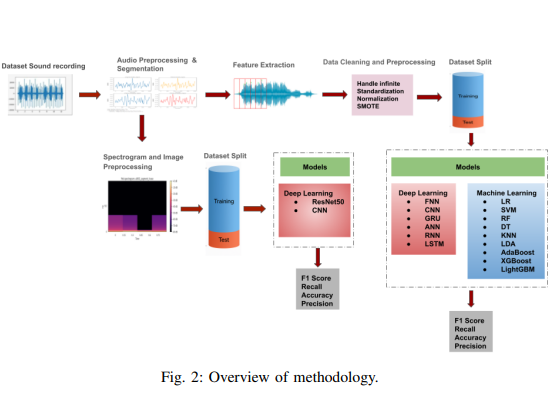 Dataset Sound recording
Audio Preprocessing &
Segmentation
Feature Extraction
Data Cleaning and Preprocessing
Dataset Split
Handle infinite
Standardization
Normalization
SMOTE
Training
Test
Spectrogram and Image
Preprocessing
Dataset Split
Training
Test
Models
Deep Learning
• ResNet50
• CNN
F1 Score
Recall
Accuracy
Precision
Models
Deep Learning
• FNN
• CNN
• GRU
• ANN
• RNN
• LSTM
Machine Learning
• LR
• SVM
• RF
• DT
• KNN
• LDA
• AdaBoost
• XGBoost
• LightGBM
F1 Score
Recall
Accuracy
Precision
Fig. 2: Overview of methodology.